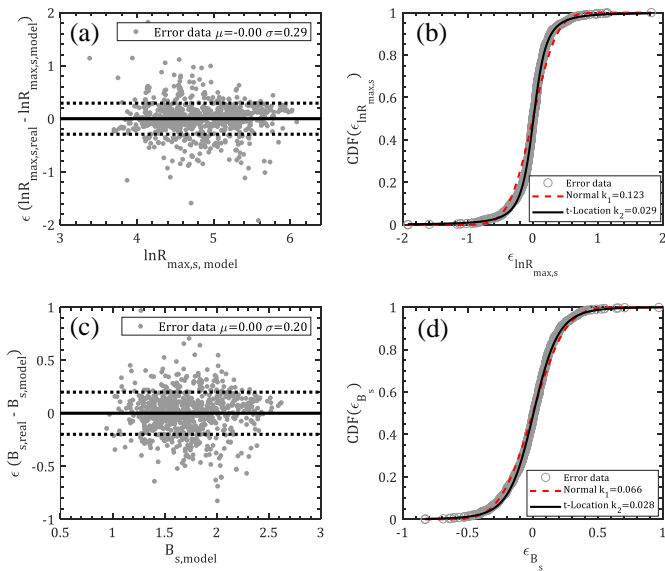 (a)
Error data μ=-0.00 σ=0.29
2
1
0
-1
2
ϵ (lnR_max,s,real - lnR_max,s,model)
3 4 5 6
lnR_max,s, model
(b)
1
0.8
0.6
0.4
0.2
0
CDF(ϵ_lnR_max,s)
Error data
Normal k_1=0.123
t-Location k_2=0.029
-2 -1 0 1 2
ϵ_lnR_max,s
(c)
Error data μ=0.00 σ=0.20
1
0.5
0
-0.5
-1
ϵ (B_s,real - B_s,model)
0.5 1 1.5 2 2.5 3
B_s,model
(d)
1
0.8
0.6
0.4
0.2
0
CDF(ϵ_B_s)
Error data
Normal k_1=0.066
t-Location k_2=0.028
-1 -0.5 0 0.5 1
ϵ_B_s